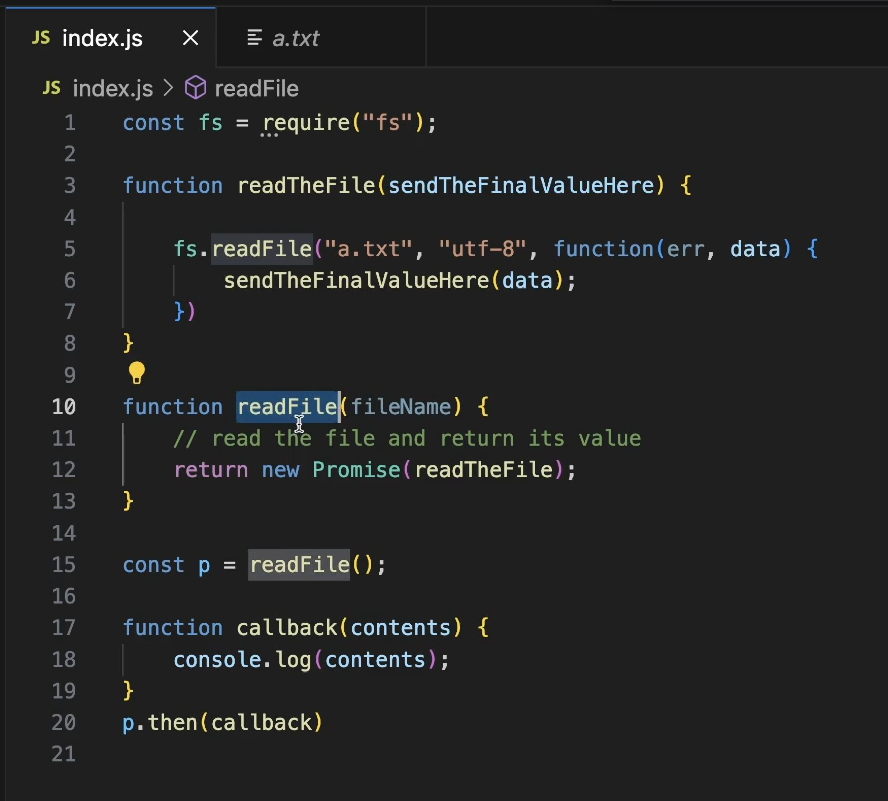 JS index.js × a.txt
JS index.js > readFile
1 const fs = require("fs");
2
3 function readTheFile(sendTheFinalValueHere) {
4
5     fs.readFile("a.txt", "utf-8", function(err, data) {
6         sendTheFinalValueHere(data);
7     })
8 }
9
10 function readFile(fileName) {
11     // read the file and return its value
12     return new Promise(readTheFile);
13 }
14
15 const p = readFile();
16
17 function callback(contents) {
18     console.log(contents);
19 }
20 p.then(callback)
21